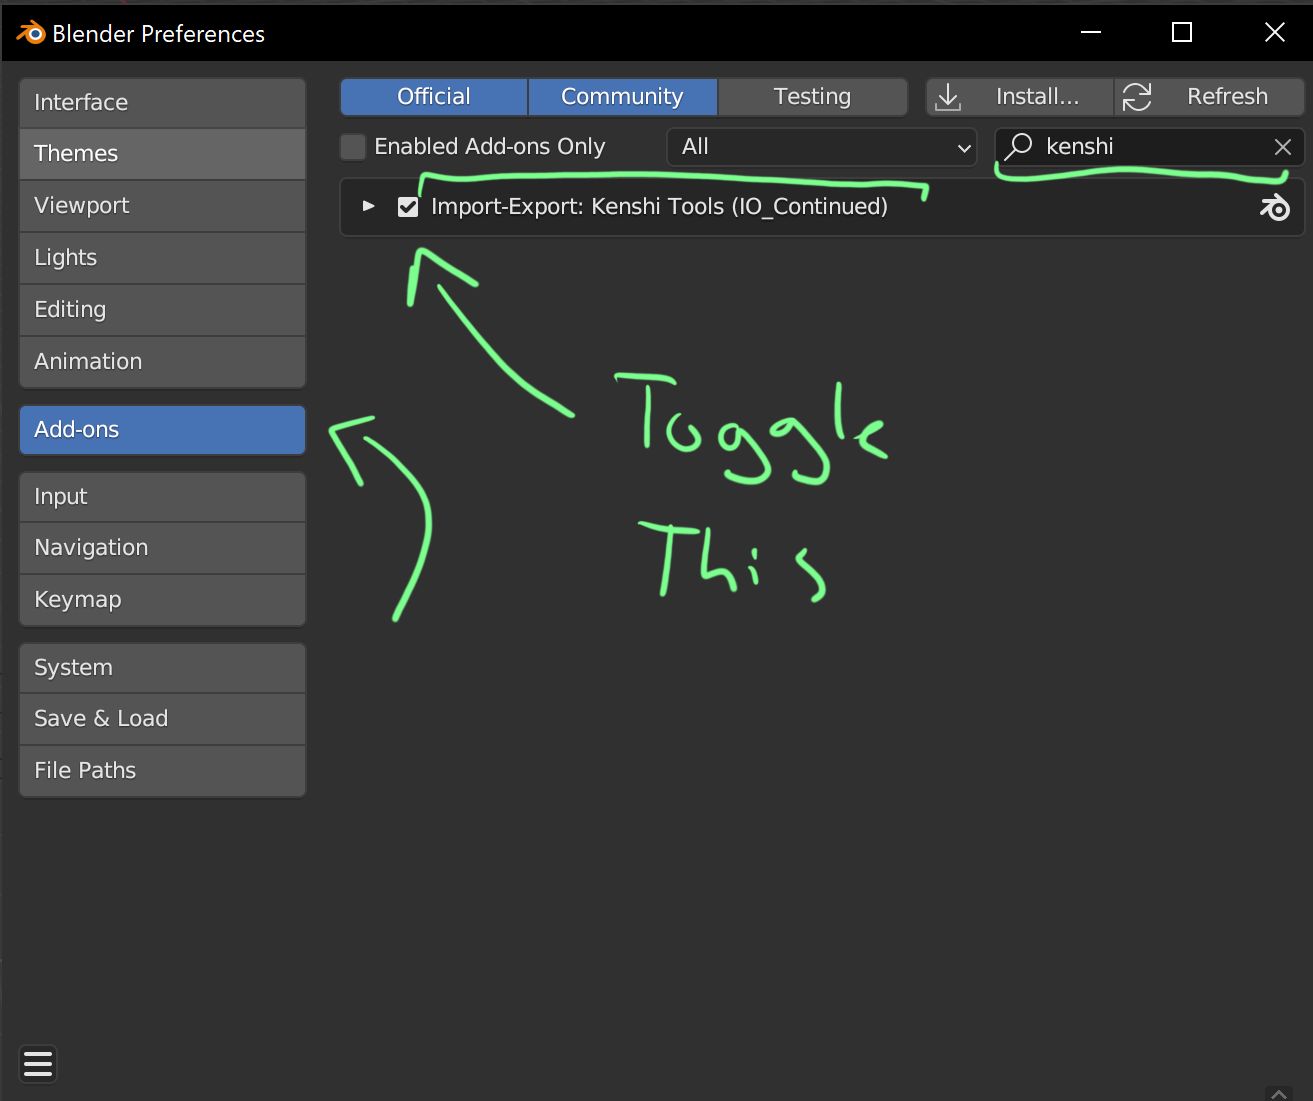 Blender Preferences
Interface
Themes
Viewport
Lights
Editing
Animation
Add-ons
Input
Navigation
Keymap
System
Save & Load
File Paths
Official Community Testing Install... Refresh
Enabled Add-ons Only All kenshi
Import-Export: Kenshi Tools (IO_Continued)
Toggle
This